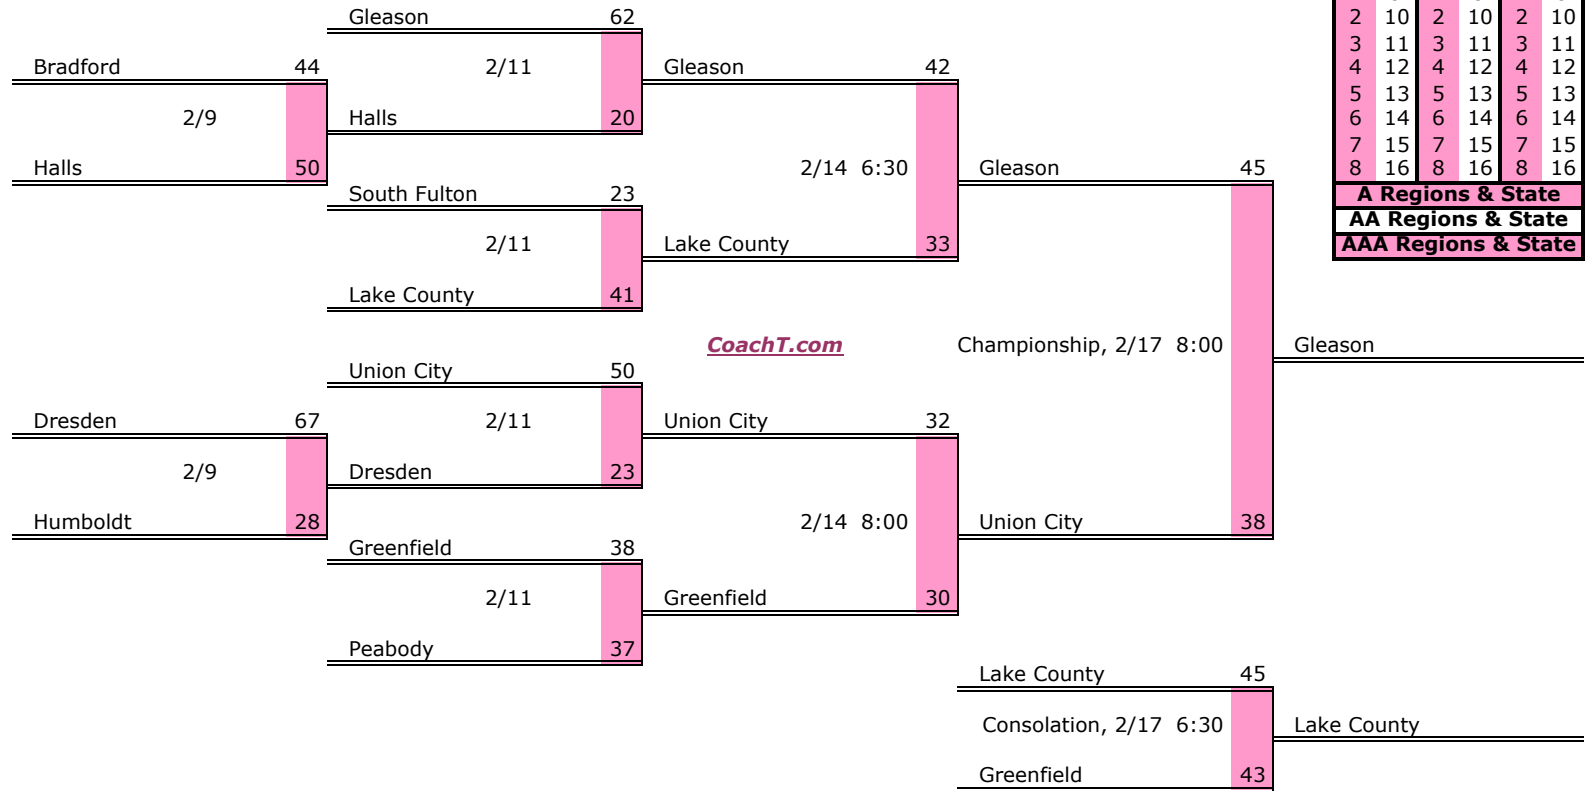 Gleason 62
2 10 2 10 2 10
3 11 3 11 3 11
Bradford 44 2/11 Gleason 42
4 12 4 12 4 12
5 13 5 13 5 13
2/9 Halls 20
6 14 6 14 6 14
7 15 7 15 7 15
Halls 50 2/14 6:30 Gleason 45
8 16 8 16 8 16
South Fulton 23
A Regions & State
AA Regions & State
2/11 Lake County 33
AAA Regions & State
Lake County 41
CoachT.com Championship, 2/17 8:00 Gleason
Union City 50
Dresden 67 2/11 Union City 32
2/9 Dresden 23
Humboldt 28 2/14 8:00 Union City 38
Greenfield 38
2/11 Greenfield 30
Peabody 37
Lake County 45
Consolation, 2/17 6:30 Lake County
Greenfield 43